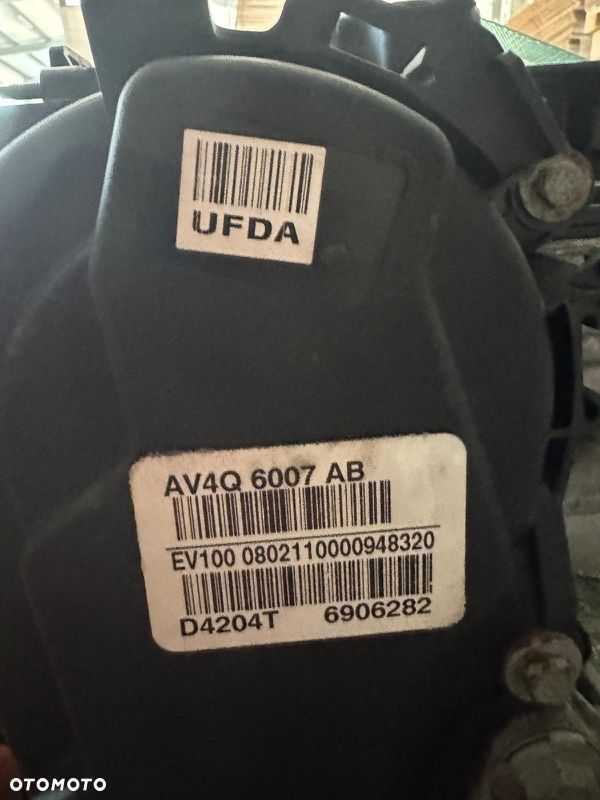 UFDA
AV4Q 6007 AB
EV100 0802110000948320
D4204T 6906282
OTOMOTO